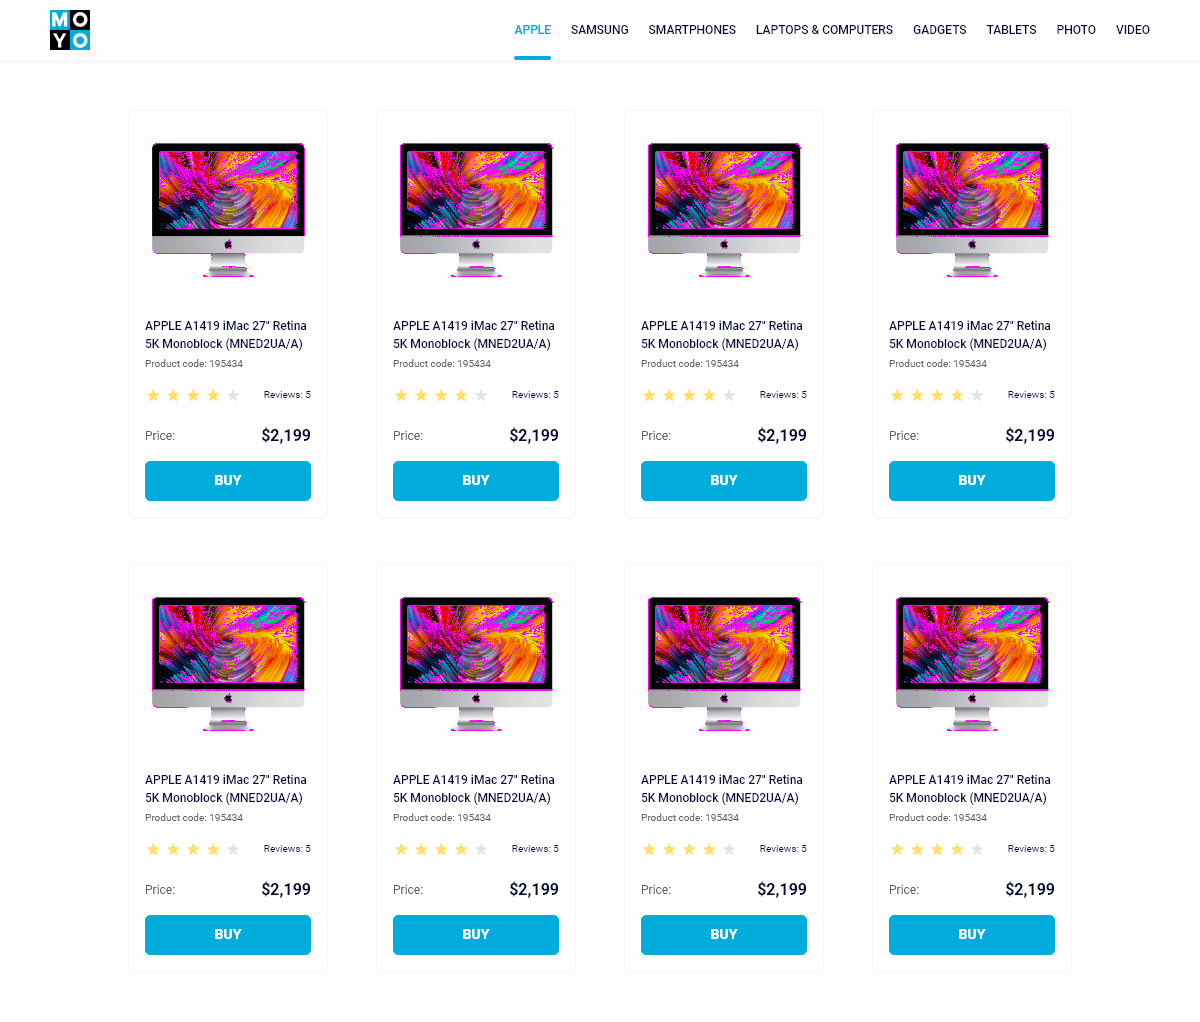 MO
YO
APPLE SAMSUNG SMARTPHONES LAPTOPS & COMPUTERS GADGETS TABLETS PHOTO VIDEO
APPLE A1419 iMac 27" Retina
5K Monoblock (MNED2UA/A)
Product code: 195434
Reviews: 5
Price: $2,199
BUY
APPLE A1419 iMac 27" Retina
5K Monoblock (MNED2UA/A)
Product code: 195434
Reviews: 5
Price: $2,199
BUY
APPLE A1419 iMac 27" Retina
5K Monoblock (MNED2UA/A)
Product code: 195434
Reviews: 5
Price: $2,199
BUY
APPLE A1419 iMac 27" Retina
5K Monoblock (MNED2UA/A)
Product code: 195434
Reviews: 5
Price: $2,199
BUY
APPLE A1419 iMac 27" Retina
5K Monoblock (MNED2UA/A)
Product code: 195434
Reviews: 5
Price: $2,199
BUY
APPLE A1419 iMac 27" Retina
5K Monoblock (MNED2UA/A)
Product code: 195434
Reviews: 5
Price: $2,199
BUY
APPLE A1419 iMac 27" Retina
5K Monoblock (MNED2UA/A)
Product code: 195434
Reviews: 5
Price: $2,199
BUY
APPLE A1419 iMac 27" Retina
5K Monoblock (MNED2UA/A)
Product code: 195434
Reviews: 5
Price: $2,199
BUY